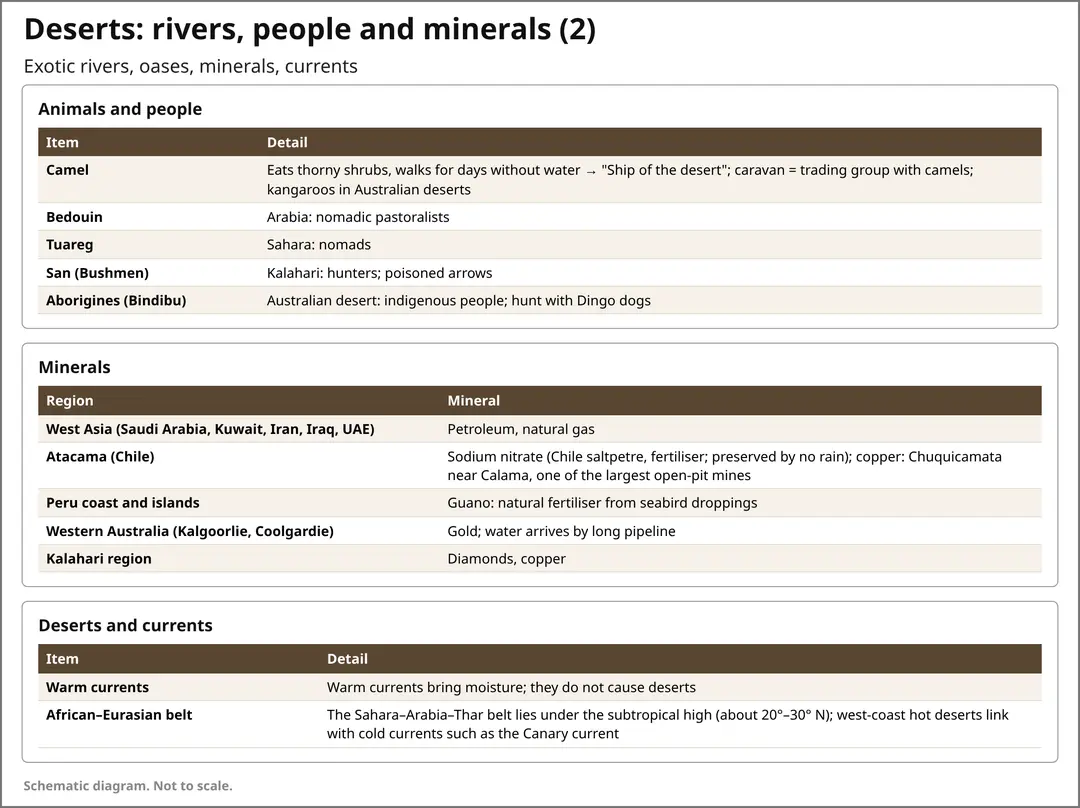 Deserts: rivers, people and minerals (2)
Exotic rivers, oases, minerals, currents
Animals and people
Item Detail
Camel Eats thorny shrubs, walks for days without water → "Ship of the desert"; caravan = trading group with camels;
kangaroos in Australian deserts
Bedouin Arabia: nomadic pastoralists
Tuareg Sahara: nomads
San (Bushmen) Kalahari: hunters; poisoned arrows
Aborigines (Bindibu) Australian desert: indigenous people; hunt with Dingo dogs
Minerals
Region Mineral
West Asia (Saudi Arabia, Kuwait, Iran, Iraq, UAE) Petroleum, natural gas
Atacama (Chile) Sodium nitrate (Chile saltpetre, fertiliser; preserved by no rain); copper: Chuquicamata
near Calama, one of the largest open-pit mines
Peru coast and islands Guano: natural fertiliser from seabird droppings
Western Australia (Kalgoorlie, Coolgardie) Gold; water arrives by long pipeline
Kalahari region Diamonds, copper
Deserts and currents
Item Detail
Warm currents Warm currents bring moisture; they do not cause deserts
African–Eurasian belt The Sahara–Arabia–Thar belt lies under the subtropical high (about 20°–30° N); west-coast hot deserts link
with cold currents such as the Canary current
Schematic diagram. Not to scale.